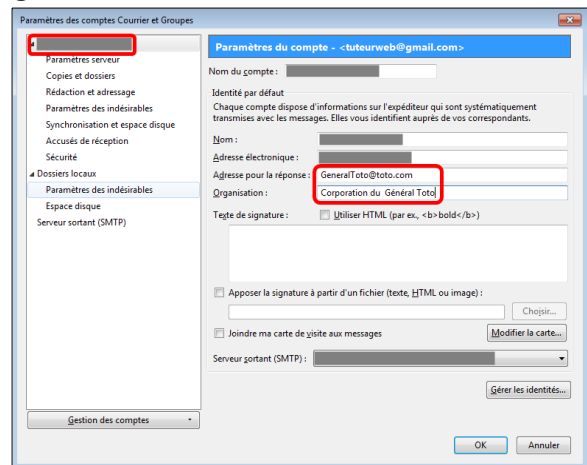 Paramètres des comptes Courrier et Groupes
Paramètres serveur
Copies et dossiers
Rédaction et adressage
Paramètres des indésirables
Synchronisation et espace disque
Accusés de réception
Sécurité
Dossiers locaux
Paramètres des indésirables
Espace disque
Serveur sortant (SMTP)
Gestion des comptes
Paramètres du compte - <tuteurweb@gmail.com>
Nom du compte :
Identité par défaut
Chaque compte dispose d'informations sur l'expéditeur qui sont systématiquement
transmises avec les messages. Elles vous identifient auprès de vos correspondants.
Nom :
Adresse électronique :
Adresse pour la réponse : GeneralToto@toto.com
Organisation : Corporation du Général Toto
Texte de signature : Utiliser HTML (par ex., <b>bold</b>)
Apposer la signature à partir d'un fichier (texte, HTML ou image) :
Choisir...
Joindre ma carte de visite aux messages Modifier la carte...
Serveur sortant (SMTP) :
Gérer les identités...
OK Annuler